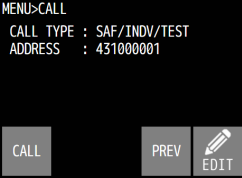 MENU>CALL
CALL TYPE : SAF/INDV/TEST
ADDRESS : 431000001
CALL PREV EDIT